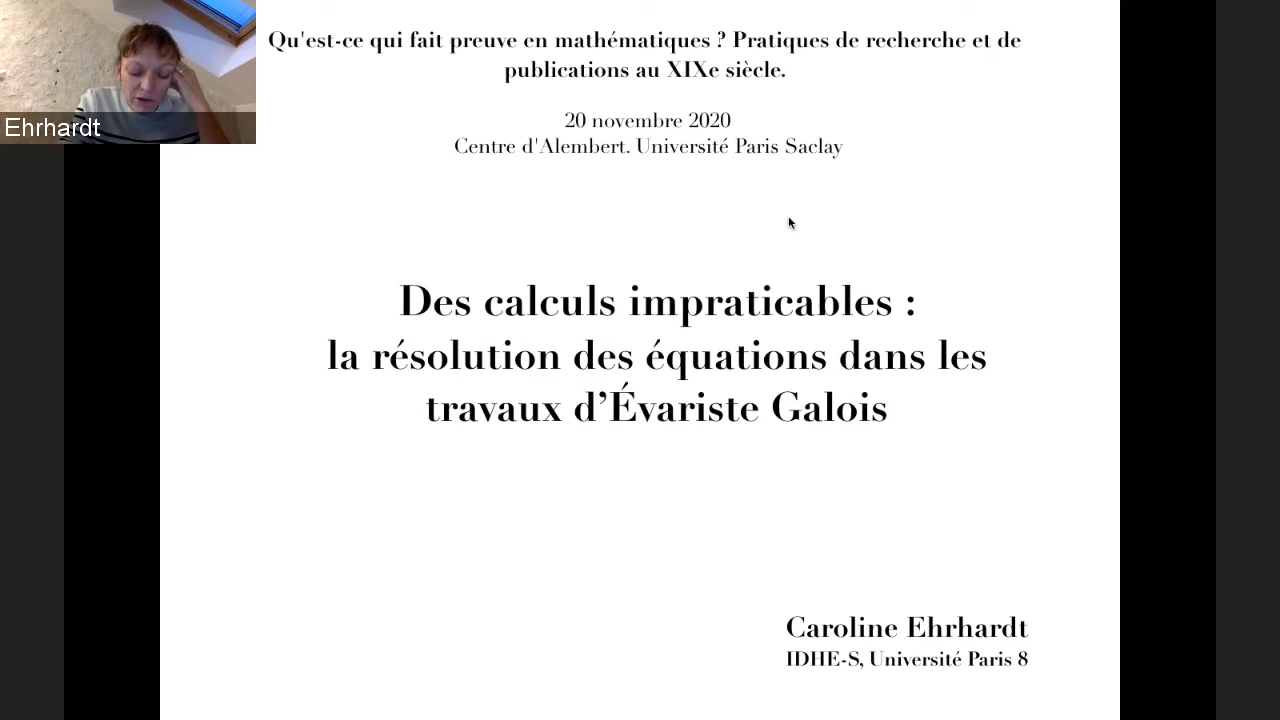 Qu'est-ce qui fait preuve en mathématiques ? Pratiques de recherche et de
publications au XIXe siècle.
Ehrhardt
20 novembre 2020
Centre d'Alembert. Université Paris Saclay
Des calculs impraticables :
la résolution des équations dans les
travaux d’Évariste Galois
Caroline Ehrhardt
IDHE-S, Université Paris 8